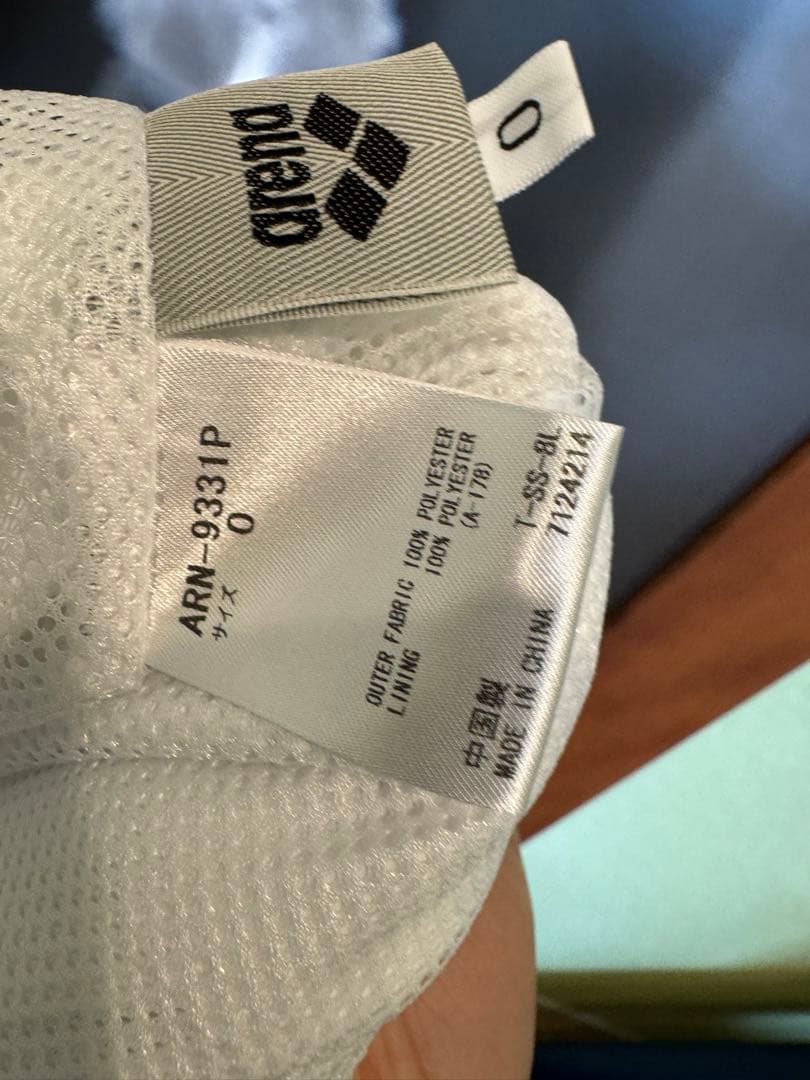 arena
O
ARN-9331P
サイズ O
OUTER FABRIC 100% POLYESTER
LINING 100% POLYESTER
(A-178)
中国製 T-SS-8L
MADE IN CHINA 7124214